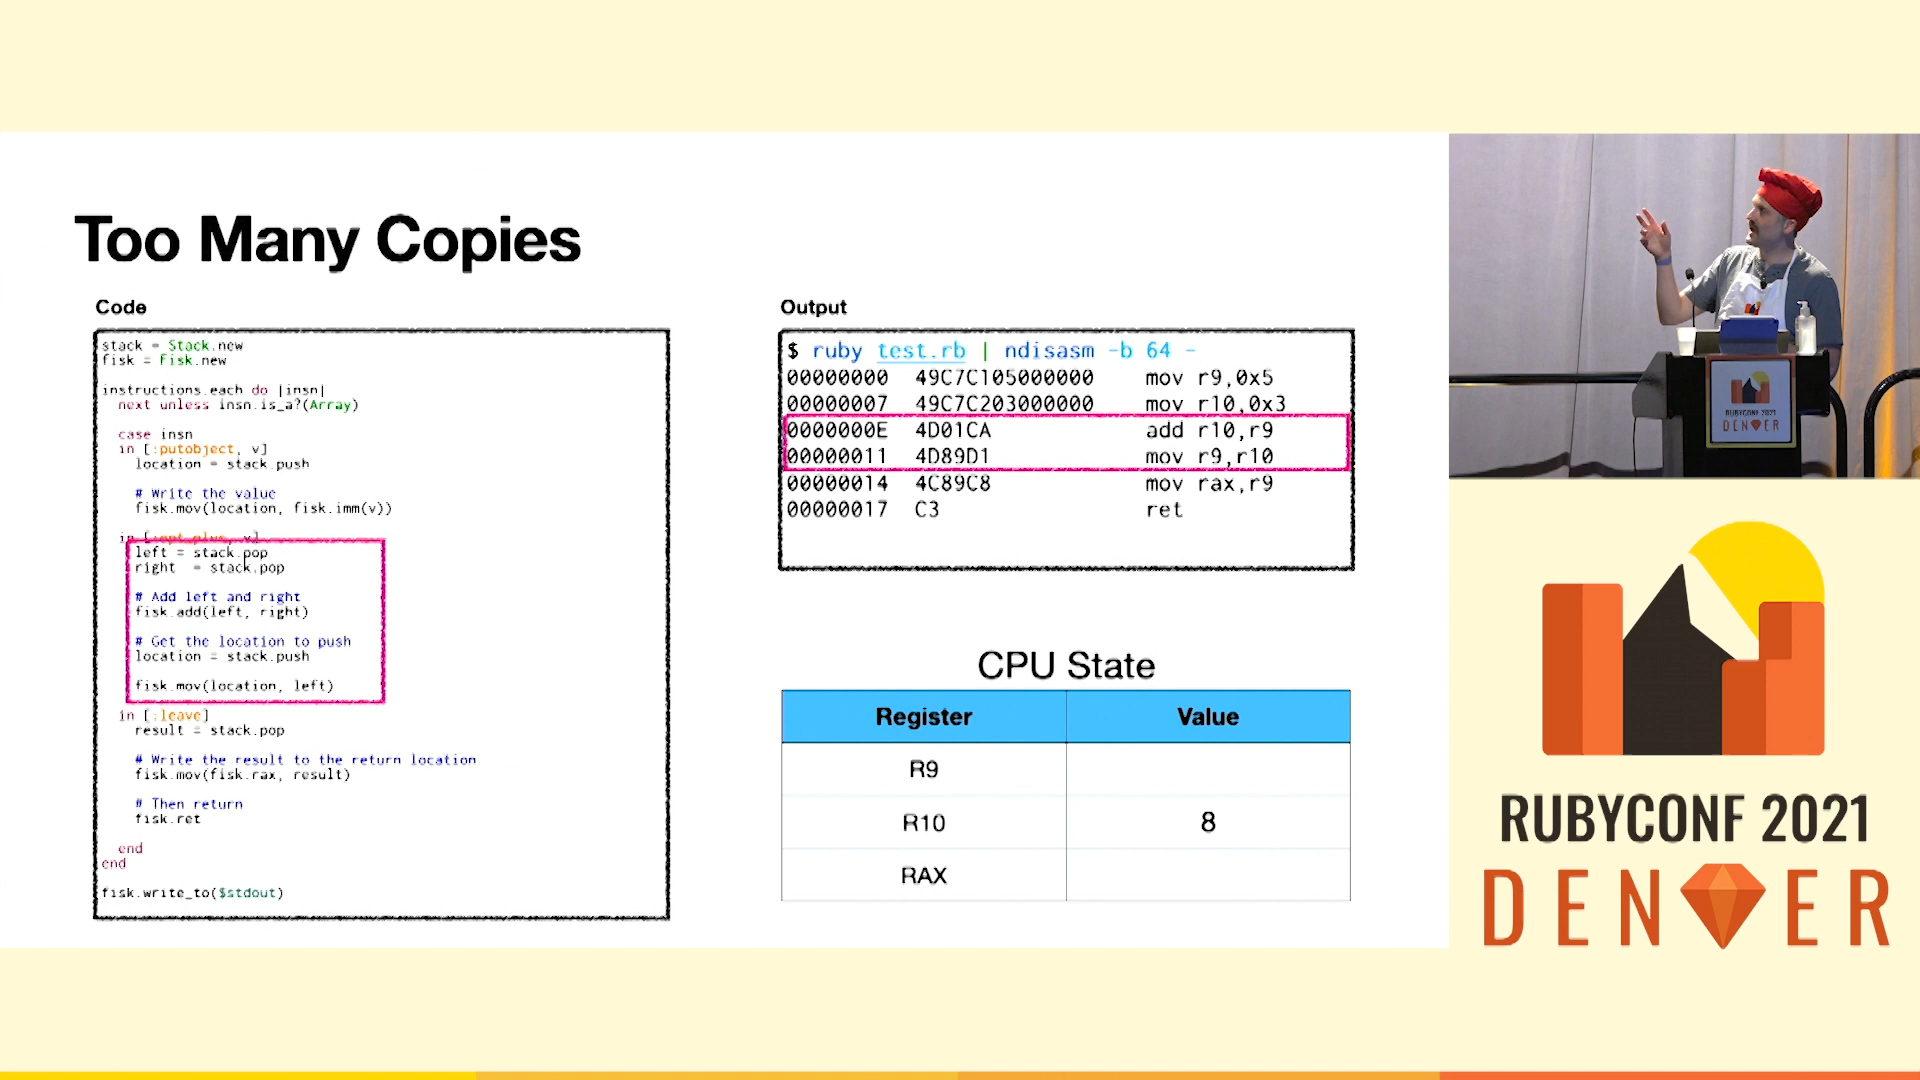 Too Many Copies
Code
stack = Stack.new
fisk = Fisk.new
instructions.each do |insn|
next unless insn.is_a?(Array)
case insn
in [:putobject, v]
location = stack.push
# Write the value
fisk.mov(location, fisk.imm(v))
in [:opt_plus, v]
left = stack.pop
right = stack.pop
# Add left and right
fisk.add(left, right)
# Get the location to push
location = stack.push
fisk.mov(location, left)
in [:leave]
result = stack.pop
# Write the result to the return location
fisk.mov(fisk.rax, result)
# Then return
fisk.ret
end
end
fisk.write_to($stdout)
Output
$ ruby test.rb | ndisasm -b 64 -
00000000 49C7C105000000 mov r9,0x5
00000007 49C7C203000000 mov r10,0x3
0000000E 4D01CA add r10,r9
00000011 4D89D1 mov r9,r10
00000014 4C89C8 mov rax,r9
00000017 C3 ret
CPU State
Register Value
R9
R10 8
RAX
RUBYCONF 2021
DENVER
RUBYCONF 2021
DENVER